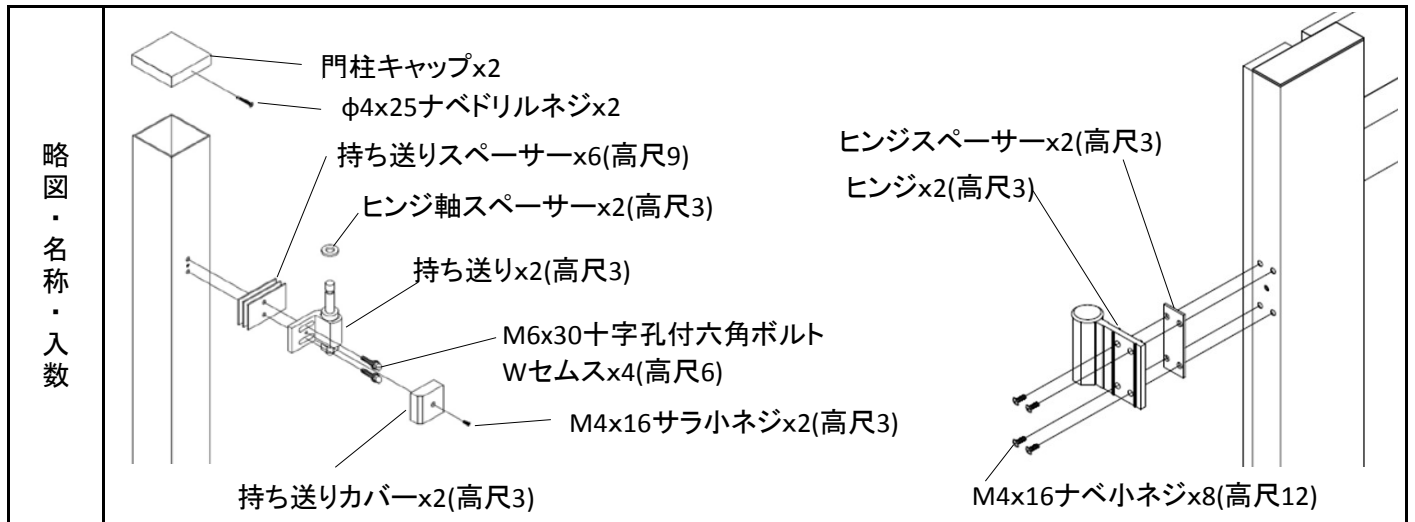 略図・名称・入数
門柱キャップx2
φ4x25ナベドリルネジx2
持ち送りスペーサーx6(高尺9)
ヒンジ軸スペーサーx2(高尺3)
持ち送りx2(高尺3)
M6x30十字孔付六角ボルト
Wセムスx4(高尺6)
M4x16サラ小ネジx2(高尺3)
持ち送りカバーx2(高尺3)
ヒンジスペーサーx2(高尺3)
ヒンジx2(高尺3)
M4x16ナベ小ネジx8(高尺12)